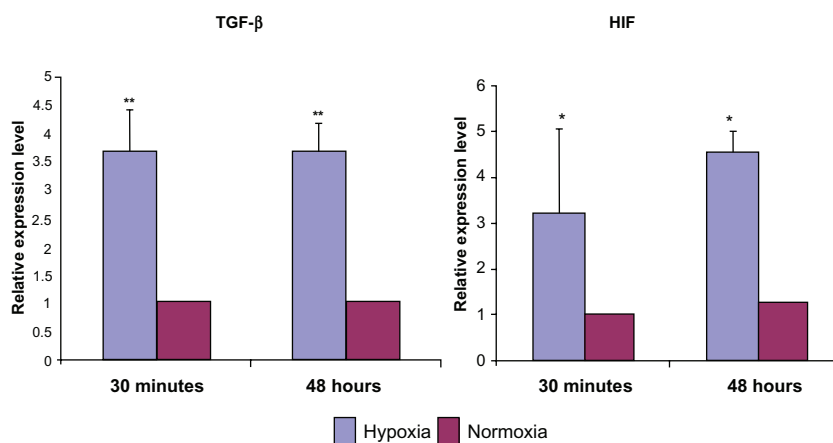 TGF-β
HIF
Relative expression level
5
4.5
4
3.5
3
2.5
2
1.5
1
0.5
0
**
**
30 minutes
48 hours
Relative expression level
6
5
4
3
2
1
0
*
*
30 minutes
48 hours
Hypoxia
Normoxia